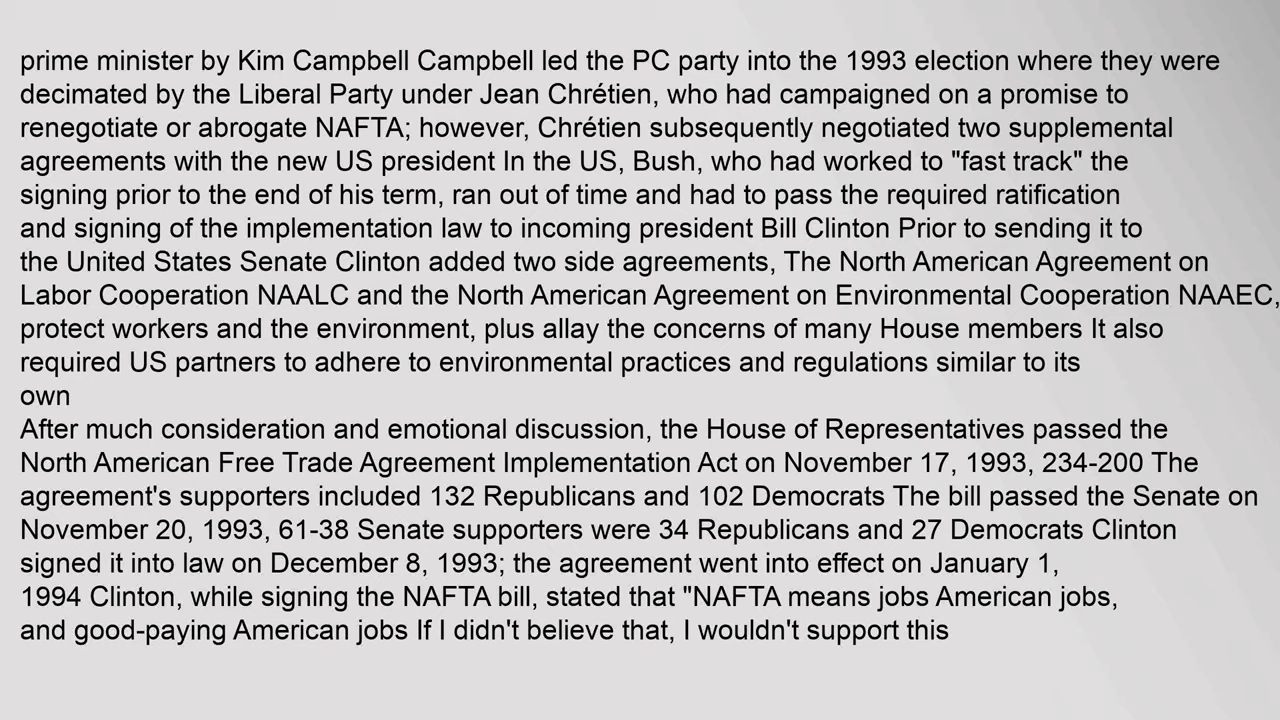 prime minister by Kim Campbell Campbell led the PC party into the 1993 election where they were
decimated by the Liberal Party under Jean Chrétien, who had campaigned on a promise to
renegotiate or abrogate NAFTA; however, Chrétien subsequently negotiated two supplemental
agreements with the new US president In the US, Bush, who had worked to "fast track" the
signing prior to the end of his term, ran out of time and had to pass the required ratification
and signing of the implementation law to incoming president Bill Clinton Prior to sending it to
the United States Senate Clinton added two side agreements, The North American Agreement on
Labor Cooperation NAALC and the North American Agreement on Environmental Cooperation NAAEC,
protect workers and the environment, plus allay the concerns of many House members It also
required US partners to adhere to environmental practices and regulations similar to its
own
After much consideration and emotional discussion, the House of Representatives passed the
North American Free Trade Agreement Implementation Act on November 17, 1993, 234-200 The
agreement's supporters included 132 Republicans and 102 Democrats The bill passed the Senate on
November 20, 1993, 61-38 Senate supporters were 34 Republicans and 27 Democrats Clinton
signed it into law on December 8, 1993; the agreement went into effect on January 1,
1994 Clinton, while signing the NAFTA bill, stated that "NAFTA means jobs American jobs,
and good-paying American jobs If I didn't believe that, I wouldn't support this